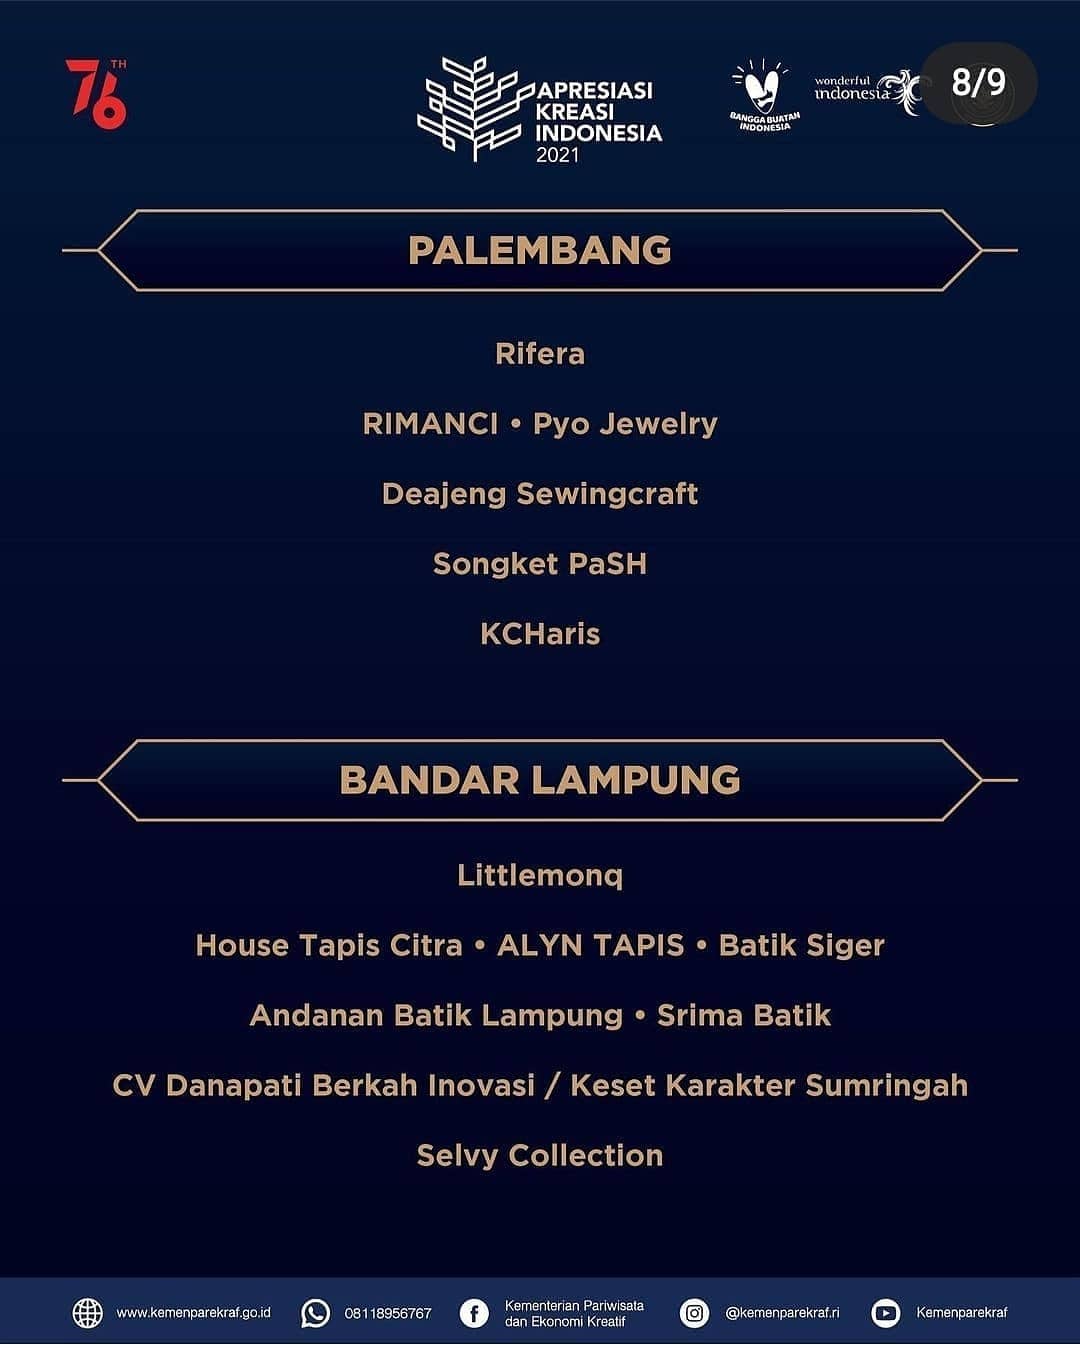 76 TH
APRESIASI
KREASI
INDONESIA
2021
BANGGA BUATAN
INDONESIA
wonderful
indonesia
8/9
PALEMBANG
Rifera
RIMANCI • Pyo Jewelry
Deajeng Sewingcraft
Songket PaSH
KCHaris
BANDAR LAMPUNG
Littlemonq
House Tapis Citra • ALYN TAPIS • Batik Siger
Andanan Batik Lampung • Srima Batik
CV Danapati Berkah Inovasi / Keset Karakter Sumringah
Selvy Collection
www.kemenparekraf.go.id
08118956767
Kementerian Pariwisata
dan Ekonomi Kreatif
@kemenparekraf.ri
Kemenparekraf